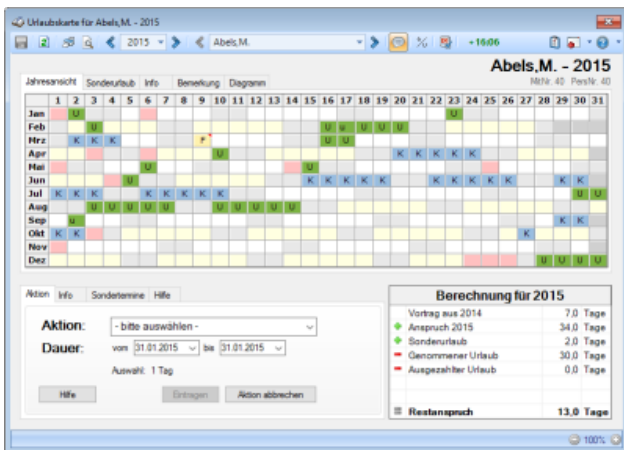 Urlaubskarte für Abels,M. - 2015
2015 Abels,M. +16:06
Abels,M. - 2015
Jahresansicht Sonderurlaub Info Bemerkung Diagramm MitNr. 40 PersNr. 40
1 2 3 4 5 6 7 8 9 10 11 12 13 14 15 16 17 18 19 20 21 22 23 24 25 26 27 28 29 30 31
Jan U U
Feb U U u U U U
Mrz K K K F U U
Apr U K K K K K
Mai U U
Jun U K K K K K K K K K K K
Jul K K K K K K K K U U
Aug U U U U U U U U U U
Sep u K K
Okt K K K
Nov
Dez U U U U
Aktion Info Sondertermine Hilfe
Aktion: - bitte auswählen -
Dauer: vom 31.01.2015 bis 31.01.2015
Auswahl: 1 Tag
Hilfe Eintragen Aktion abbrechen
Berechnung für 2015
Vortrag aus 2014 7,0 Tage
Anspruch 2015 34,0 Tage
Sonderurlaub 2,0 Tage
Genommener Urlaub 30,0 Tage
Ausgezahlter Urlaub 0,0 Tage
Restanspruch 13,0 Tage
100%